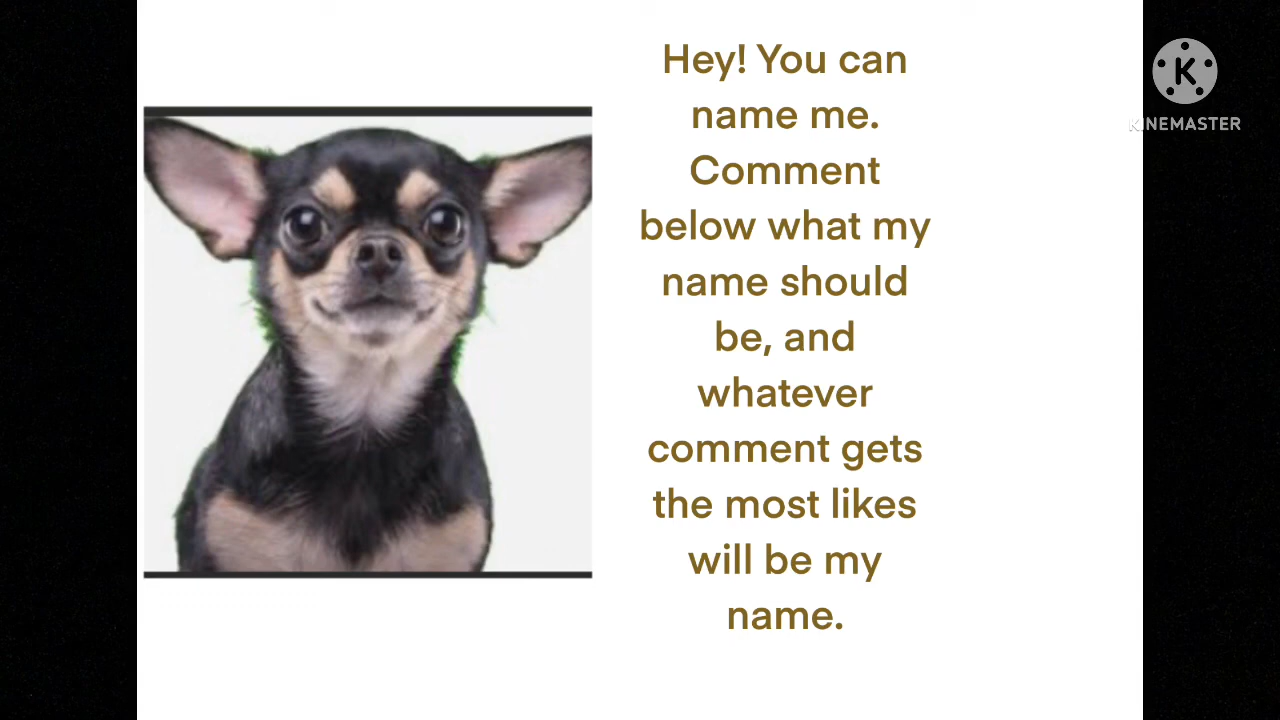 Hey! You can
name me.
Comment
below what my
name should
be, and
whatever
comment gets
the most likes
will be my
name.
K
KINEMASTER